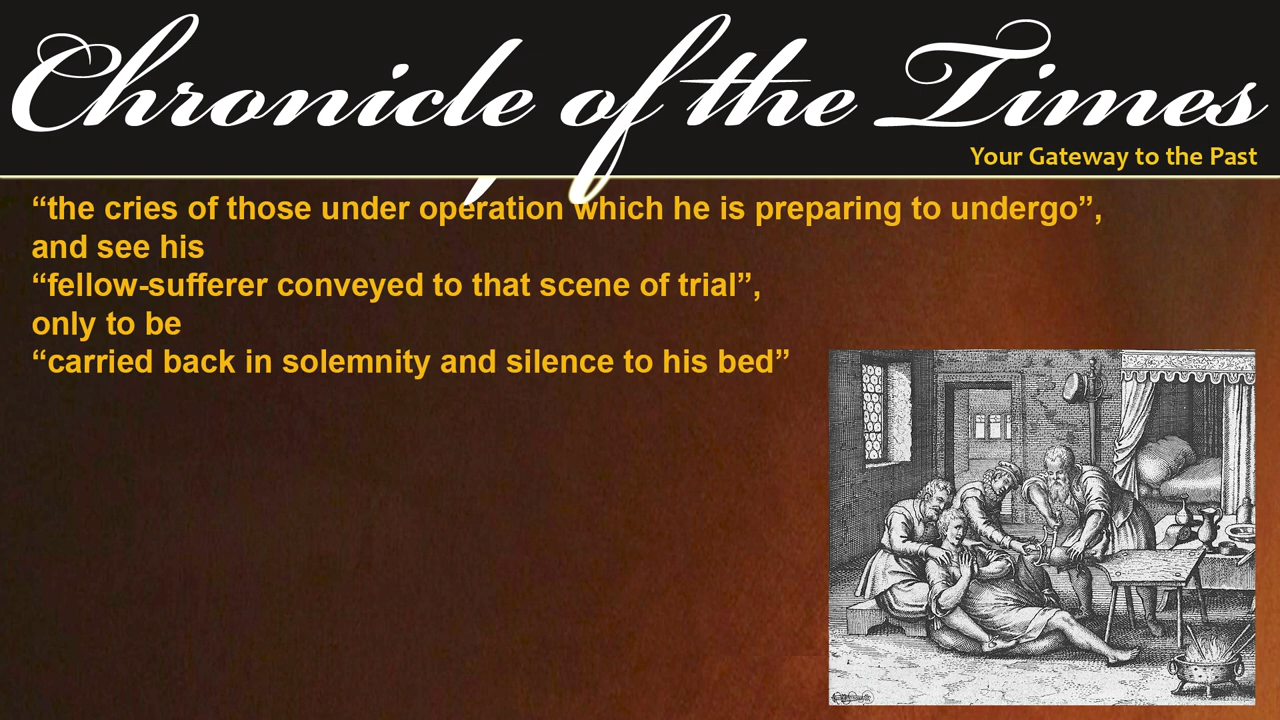 Chronicle of the Times
Your Gateway to the Past
“the cries of those under operation which he is preparing to undergo”,
and see his
“fellow-sufferer conveyed to that scene of trial”,
only to be
“carried back in solemnity and silence to his bed”